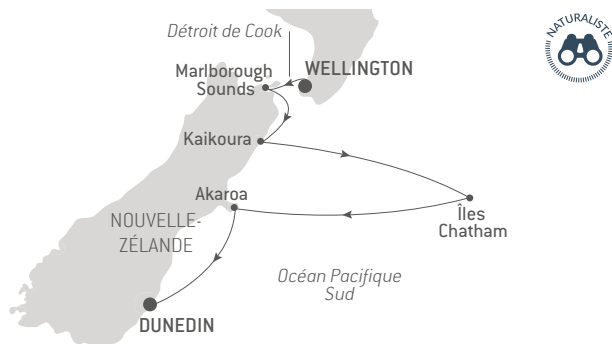 NATURALISTE
Détroit de Cook
WELLINGTON
Marlborough
Sounds
Kaikoura
Akaroa
Îles
Chatham
NOUVELLE-
ZÉLANDE
Océan Pacifique
Sud
DUNEDIN